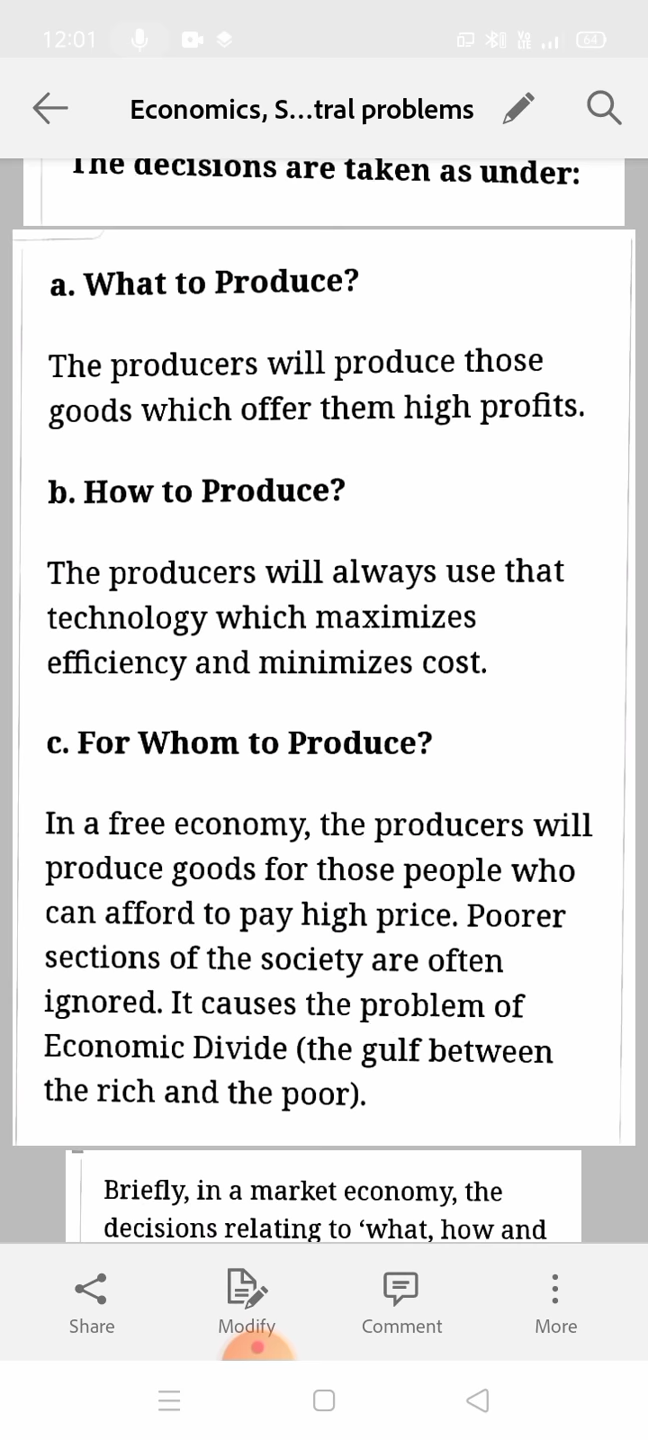 12:01
VO
LTE
64
Economics, S...tral problems
The decisions are taken as under:
a. What to Produce?
The producers will produce those
goods which offer them high profits.
b. How to Produce?
The producers will always use that
technology which maximizes
efficiency and minimizes cost.
c. For Whom to Produce?
In a free economy, the producers will
produce goods for those people who
can afford to pay high price. Poorer
sections of the society are often
ignored. It causes the problem of
Economic Divide (the gulf between
the rich and the poor).
Briefly, in a market economy, the
decisions relating to ‘what, how and
Share
Modify
Comment
More